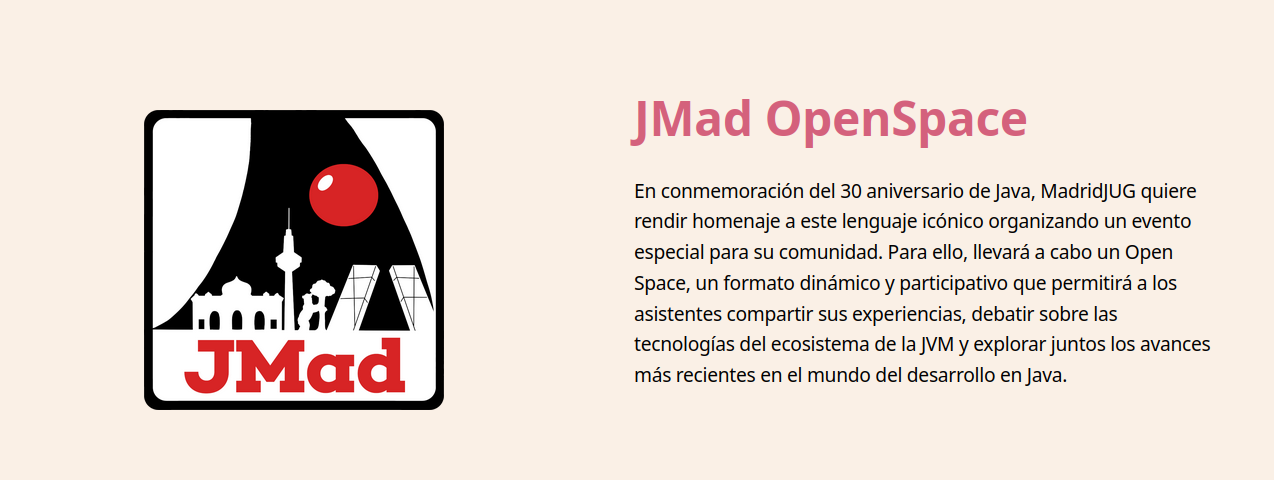 JMad OpenSpace
En conmemoración del 30 aniversario de Java, MadridJUG quiere
rendir homenaje a este lenguaje icónico organizando un evento
especial para su comunidad. Para ello, llevará a cabo un Open
Space, un formato dinámico y participativo que permitirá a los
asistentes compartir sus experiencias, debatir sobre las
tecnologías del ecosistema de la JVM y explorar juntos los avances
más recientes en el mundo del desarrollo en Java.
JMad